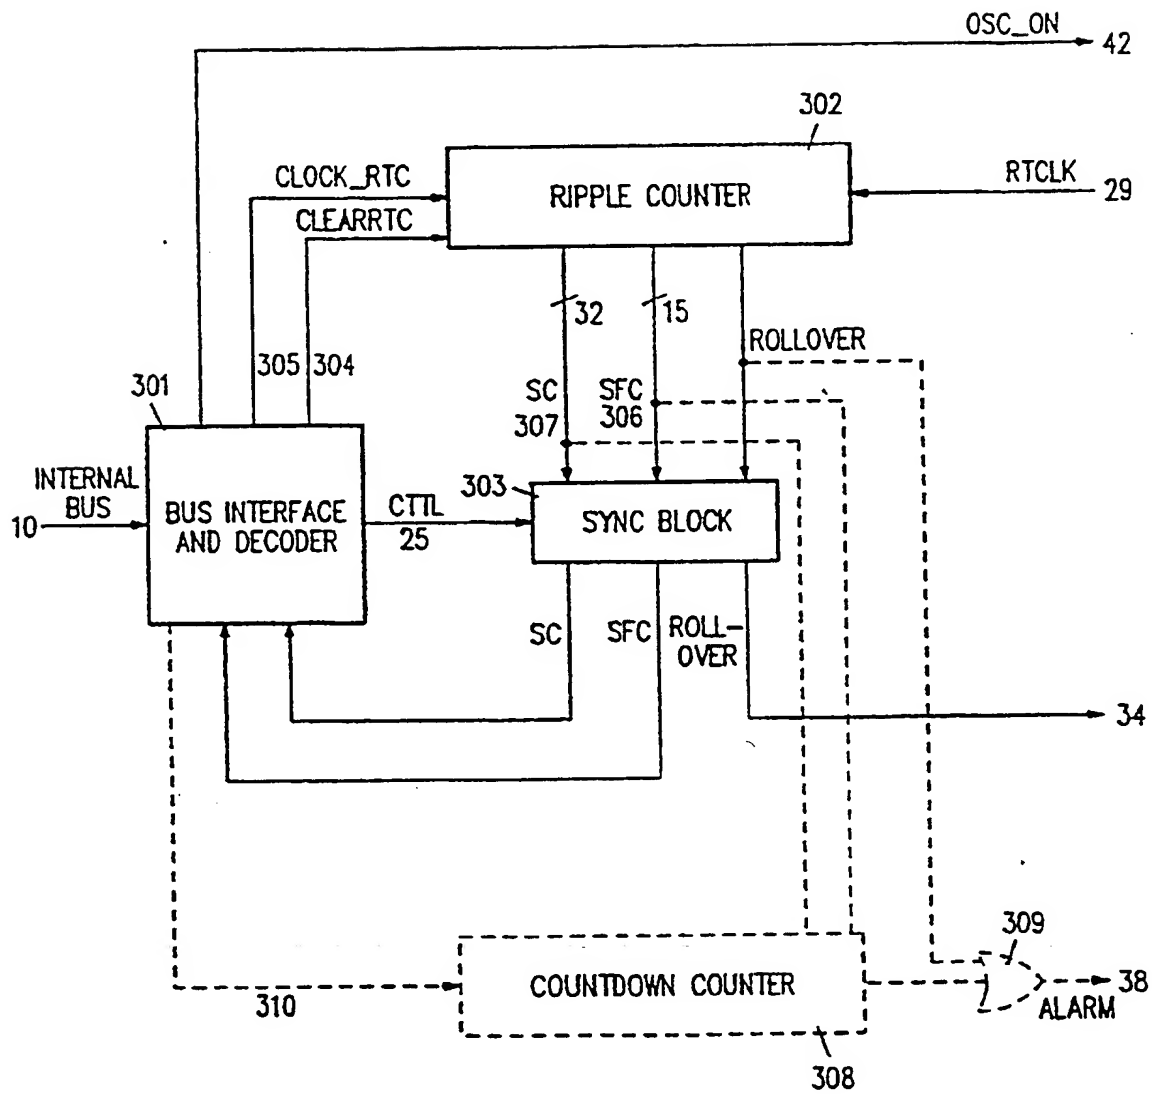 OSC_ON
42
302
CLOCK_RTC
RIPPLE COUNTER
RTCLK
29
CLEARRTC
32
15
ROLLOVER
305
304
301
SC
307
SFC
306
INTERNAL
BUS
10
BUS INTERFACE
AND DECODER
CTTL
25
303
SYNC BLOCK
SC
SFC
ROLL-
OVER
34
309
310
COUNTDOWN COUNTER
38
ALARM
308